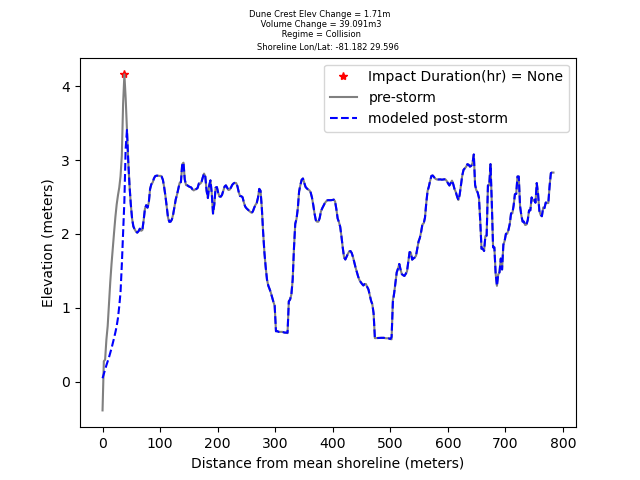 Dune Crest Elev Change = 1.71m
Volume Change = 39.091m3
Regime = Collision
Shoreline Lon/Lat: -81.182 29.596
Impact Duration(hr) = None
pre-storm
modeled post-storm
Elevation (meters)
4
3
2
1
0
0 100 200 300 400 500 600 700 800
Distance from mean shoreline (meters)